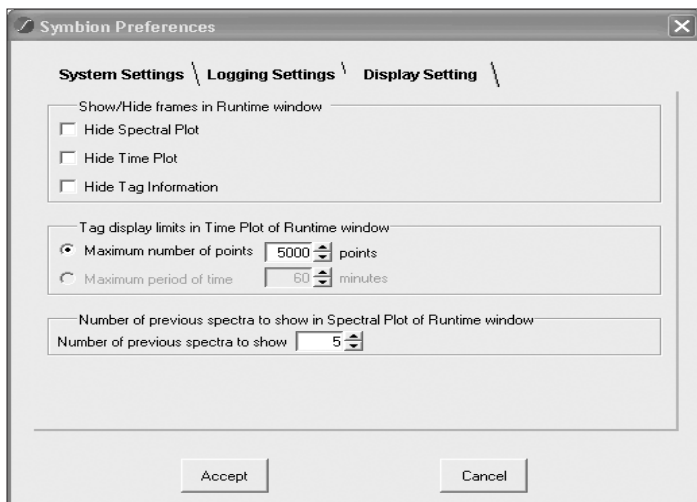 Symbion Preferences
System Settings Logging Settings Display Setting
Show/Hide frames in Runtime window
Hide Spectral Plot
Hide Time Plot
Hide Tag Information
Tag display limits in Time Plot of Runtime window
Maximum number of points 5000 points
Maximum period of time 60 minutes
Number of previous spectra to show in Spectral Plot of Runtime window
Number of previous spectra to show 5
Accept Cancel